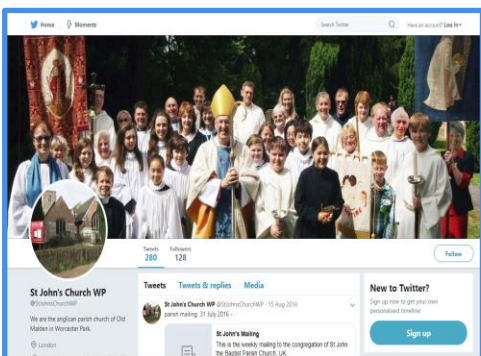 Home Moments Search Twitter Have an account? Log in
Tweets Followers
280 128
Follow
St John's Church WP
@StJohnsChurchWP
We are the anglican parish church of Old
Malden in Worcester Park.
London
Tweets Tweets & replies Media
St John's Church WP @StJohnsChurchWP · 15 Aug 2016
parish mailing 31 July 2016 -
St John's Mailing
This is the weekly mailing to the congregation of St John
the Baptist Parish Church, UK
New to Twitter?
Sign up now to get your own
personalised timeline!
Sign up